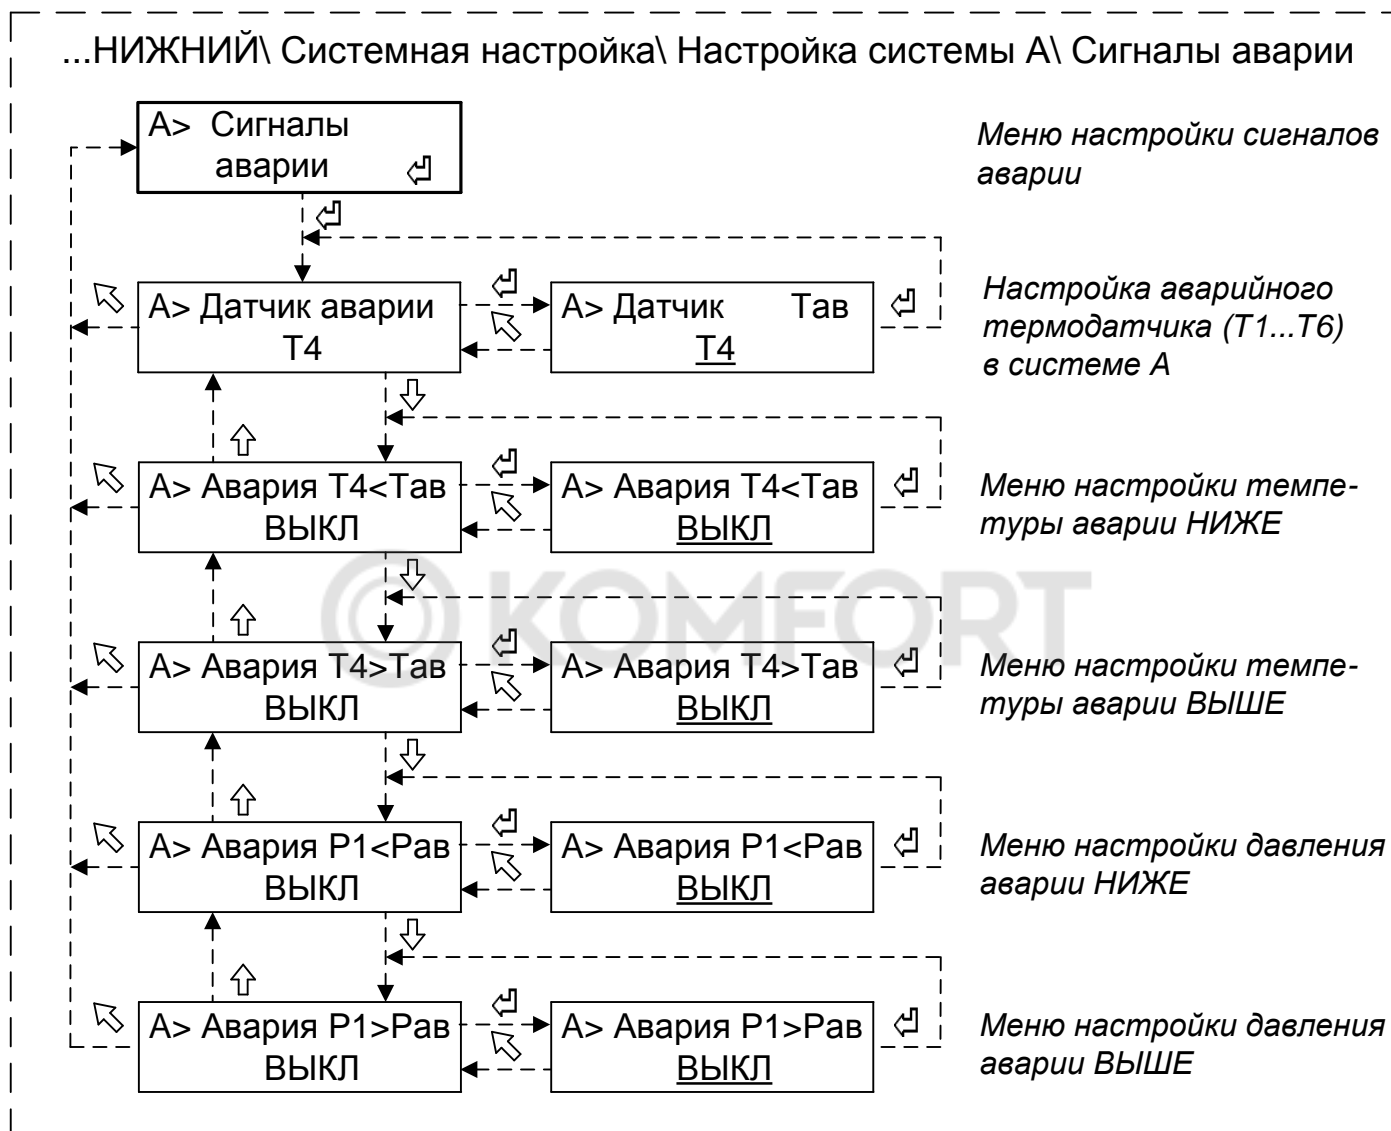 ...НИЖНИЙ\ Системная настройка\ Настройка системы А\ Сигналы аварии
А> Сигналы
аварии
Меню настройки сигналов
аварии
А> Датчик аварии
Т4
А> Датчик Тав
Т4
Настройка аварийного
термодатчика (Т1...Т6)
в системе А
А> Авария Т4<Тав
ВЫКЛ
А> Авария Т4<Тав
ВЫКЛ
Меню настройки темпе-
туры аварии НИЖЕ
KOMFORT
А> Авария Т4>Тав
ВЫКЛ
А> Авария Т4>Тав
ВЫКЛ
Меню настройки темпе-
туры аварии ВЫШЕ
А> Авария Р1<Рав
ВЫКЛ
А> Авария Р1<Рав
ВЫКЛ
Меню настройки давления
аварии НИЖЕ
А> Авария Р1>Рав
ВЫКЛ
А> Авария Р1>Рав
ВЫКЛ
Меню настройки давления
аварии ВЫШЕ